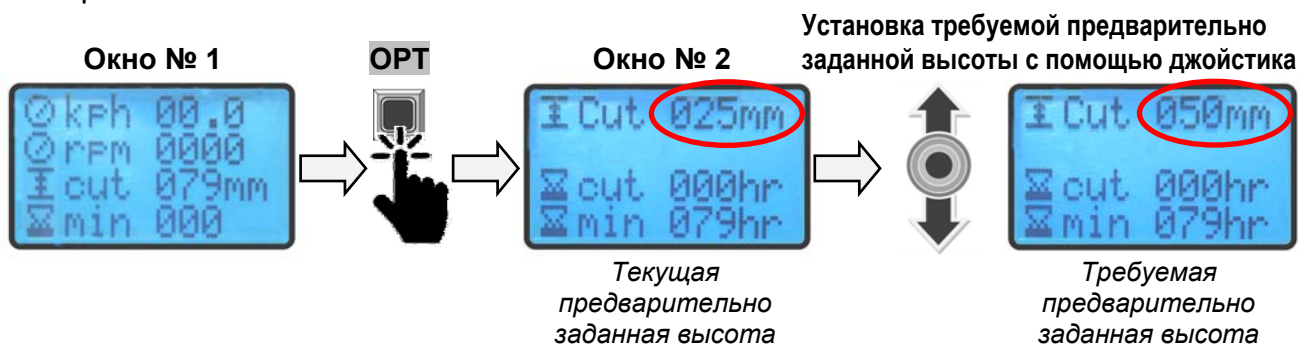 Установка требуемой предварительно
заданной высоты с помощью джойстика
Окно № 1
OPT
Окно № 2
kph 00.0
rpm 0000
cut 079mm
min 000
Cut 025mm
cut 000hr
min 079hr
Cut 050mm
cut 000hr
min 079hr
Текущая
предварительно
заданная высота
Требуемая
предварительно
заданная высота